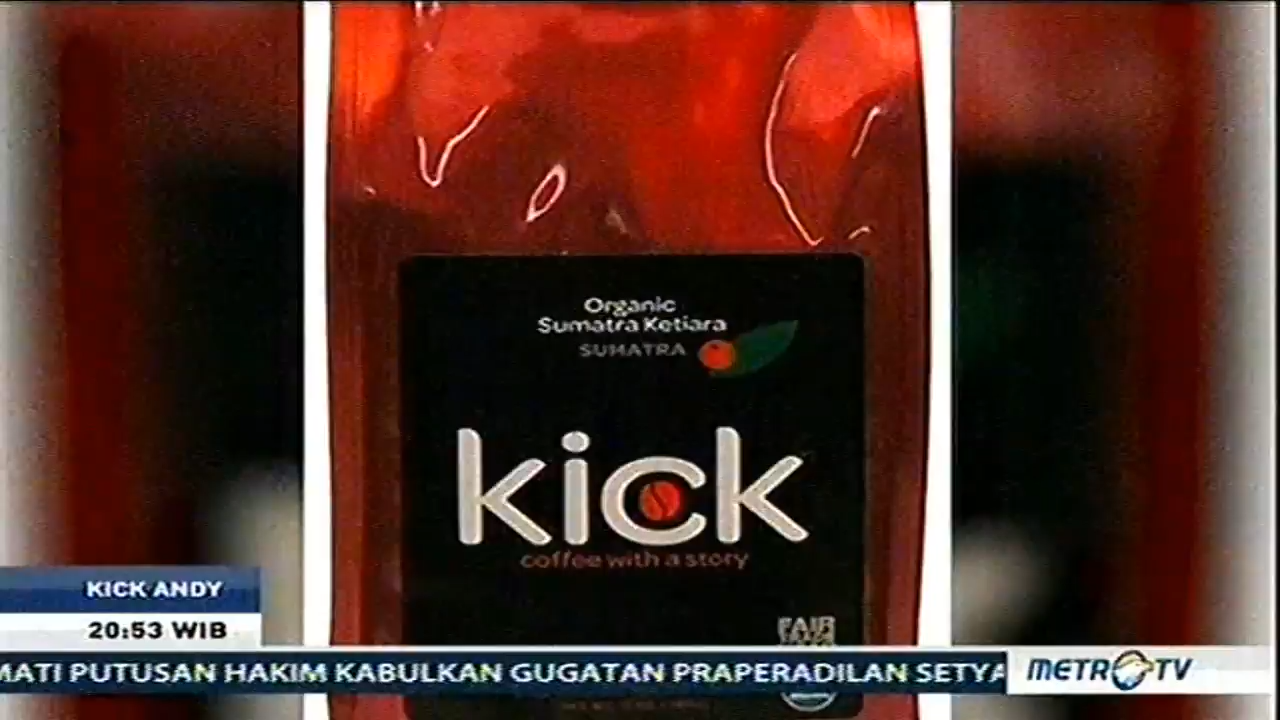 Organic
Sumatra Ketiara
SUMATRA
kick
coffee with a story
FAIR
TRADE
KICK ANDY
20:53 WIB
MATI PUTUSAN HAKIM KABULKAN GUGATAN PRAPERADILAN SETYA
METRO TV